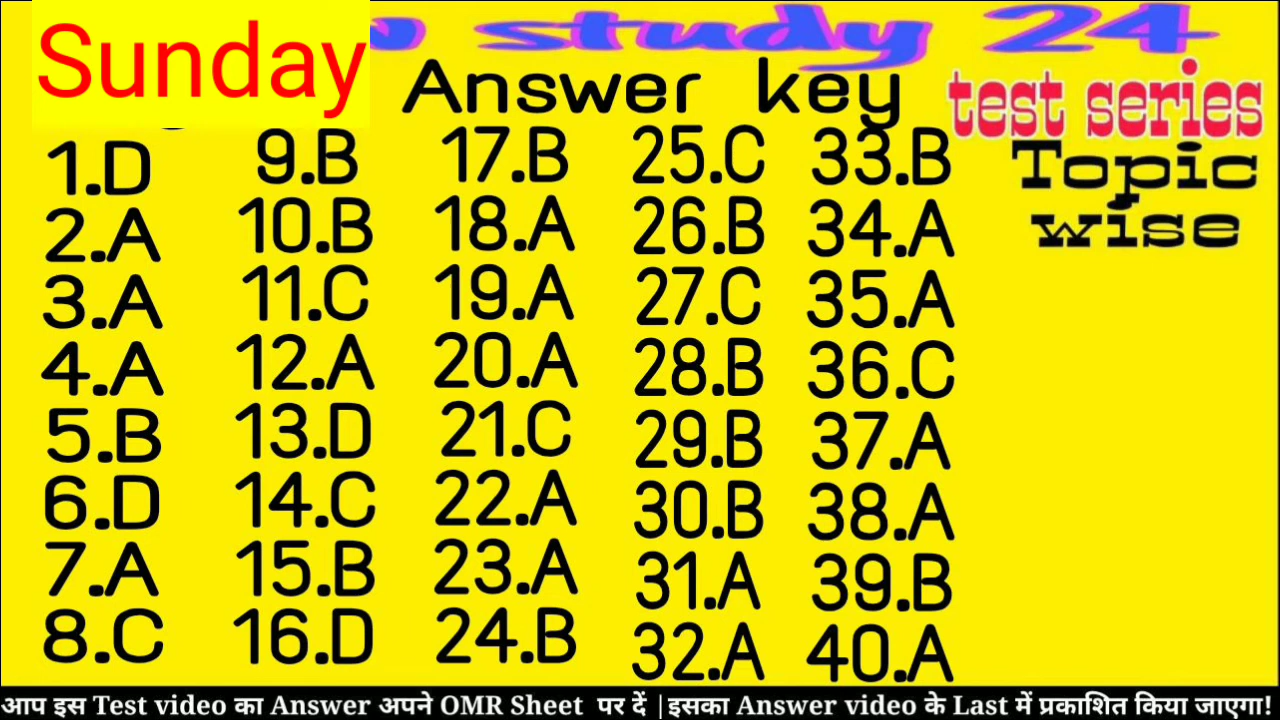 Sunday
study 24
Answer key
test series
Topic
wise
1.D
2.A
3.A
4.A
5.B
6.D
7.A
8.C
9.B
10.B
11.C
12.A
13.D
14.C
15.B
16.D
17.B
18.A
19.A
20.A
21.C
22.A
23.A
24.B
25.C
26.B
27.C
28.B
29.B
30.B
31.A
32.A
33.B
34.A
35.A
36.C
37.A
38.A
39.B
40.A
आप इस Test video का Answer अपने OMR Sheet पर दें |इसका Answer video के Last में प्रकाशित किया जाएगा!